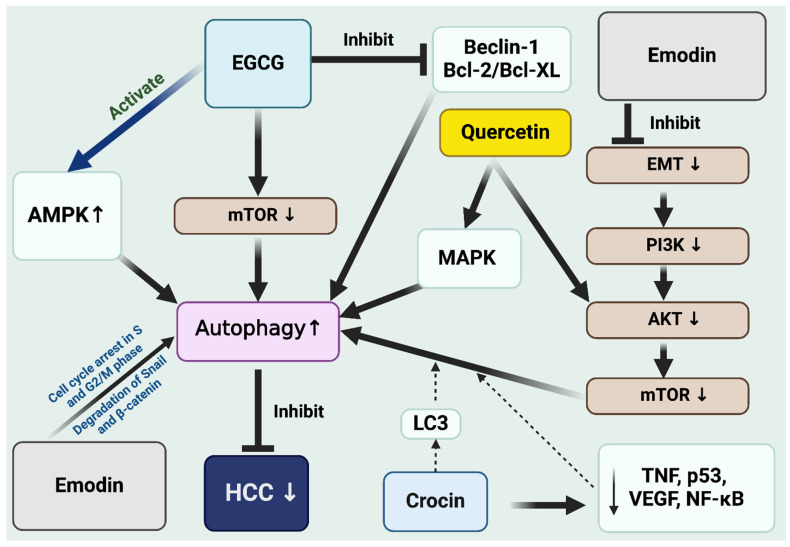 EGCG
Inhibit
Beclin-1
Bcl-2/Bcl-XL
Emodin
Activate
Quercetin
Inhibit
EMT ↓
AMPK↑
mTOR ↓
MAPK
PI3K ↓
Autophagy↑
AKT ↓
Cell cycle arrest in S
and G2/M phase
Degradation of Snail
and β-catenin
mTOR ↓
Inhibit
LC3
Emodin
HCC ↓
Crocin
↓ TNF, p53,
VEGF, NF-κB